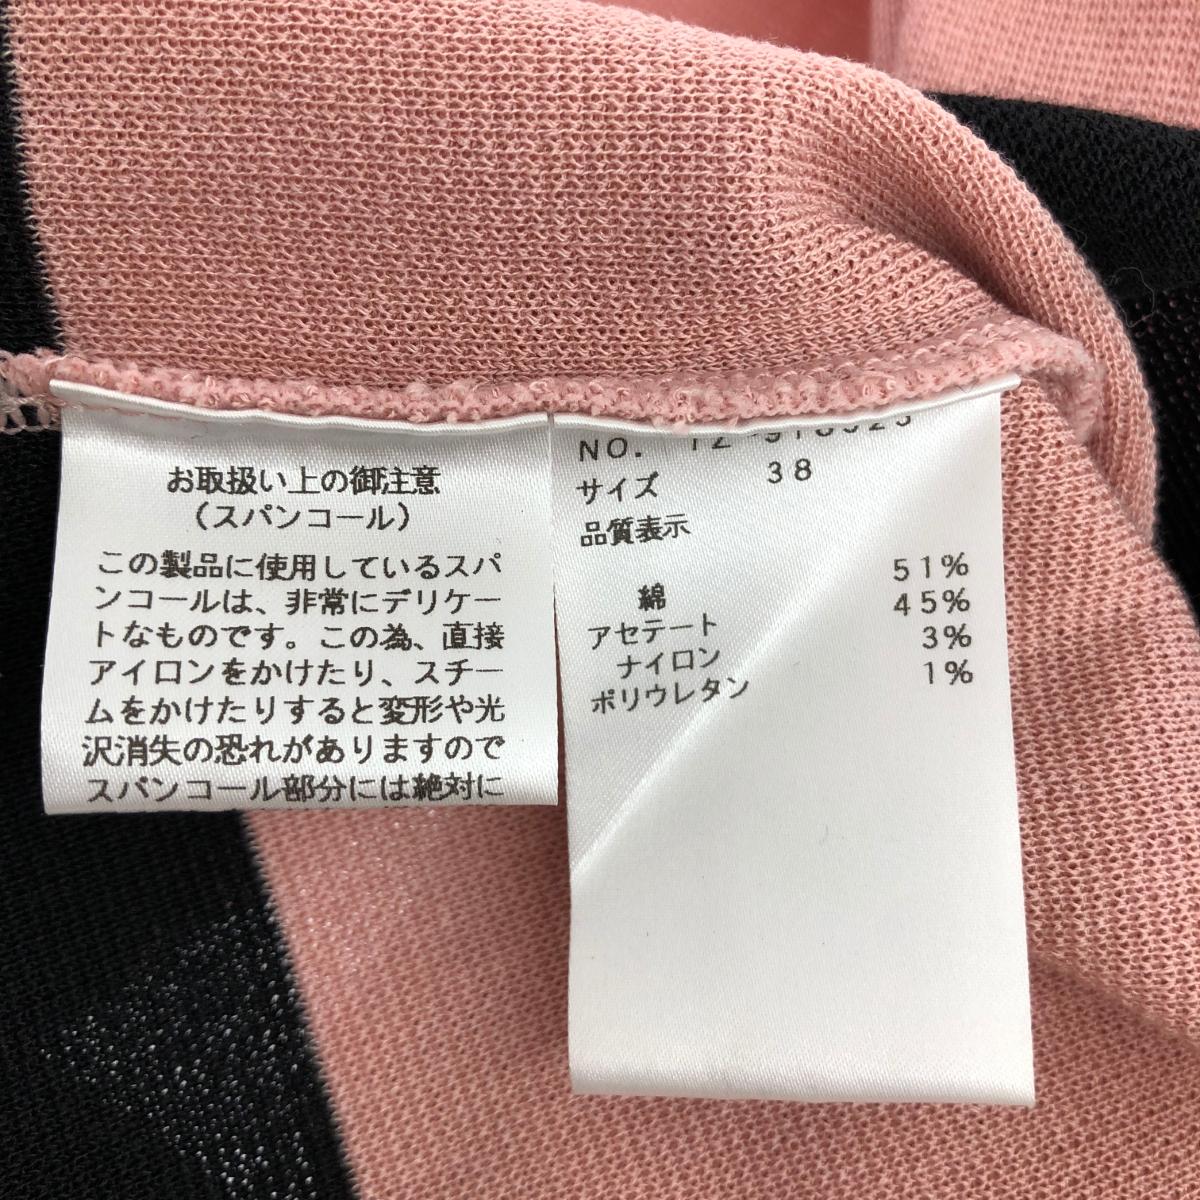 お取扱い上の御注意
(スパンコール)
この製品に使用しているスパ
ンコールは、非常にデリケー
トなものです。この為、直接
アイロンをかけたり、スチー
ムをかけたりすると変形や光
沢消失の恐れがありますので
スパンコール部分には絶対に
NO.
サイズ 38
品質表示
綿 51%
アセテート 45%
ナイロン 3%
ポリウレタン 1%